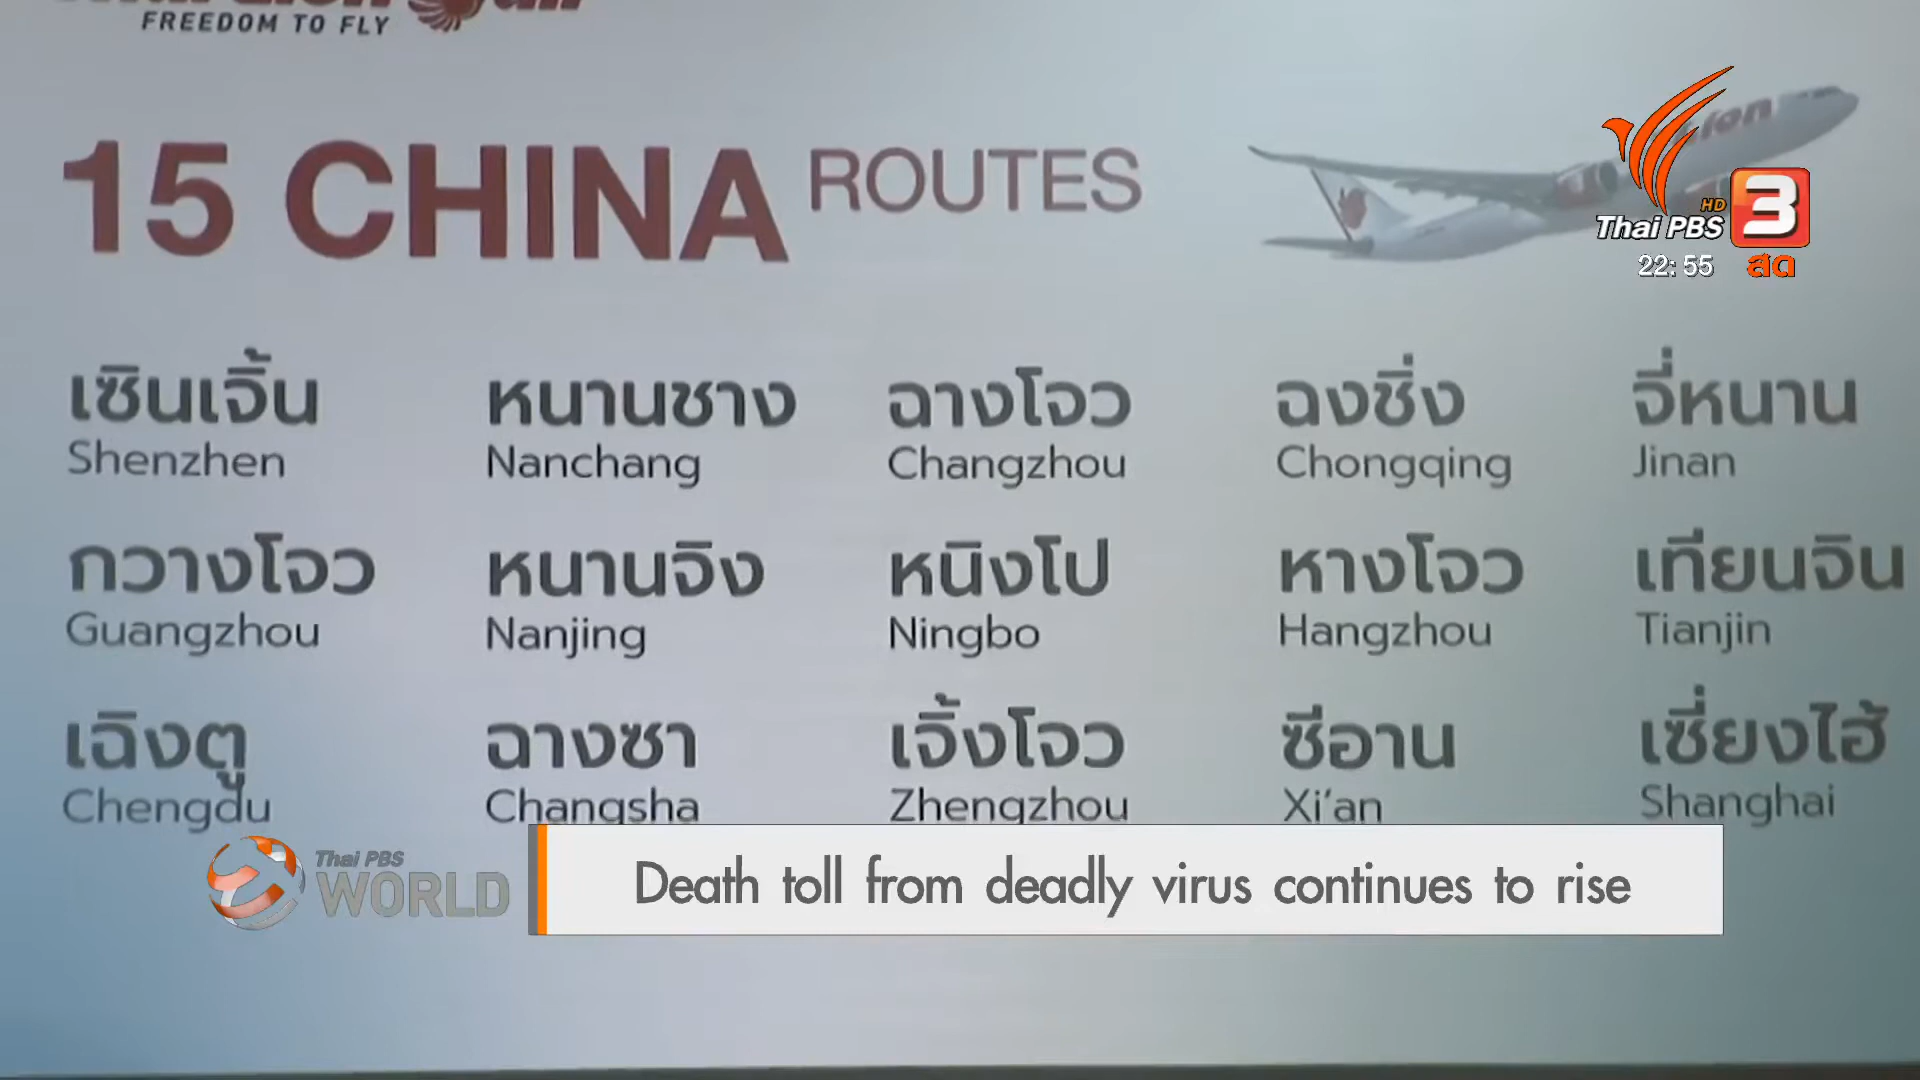 FREEDOM TO FLY
15 CHINA ROUTES
Lion
HD
Thai PBS 3
22:55 สด
เซินเจิ้น หนานชาง ฉางโจว ฉงชิ่ง จี่หนาน
Shenzhen Nanchang Changzhou Chongqing Jinan
กวางโจว หนานจิง หนิงโป หางโจว เทียนจิน
Guangzhou Nanjing Ningbo Hangzhou Tianjin
เฉิงตู ฉางซา เจิ้งโจว ซีอาน เซี่ยงไฮ้
Chengdu Changsha Zhengzhou Xi'an Shanghai
Thai PBS
WORLD
Death toll from deadly virus continues to rise